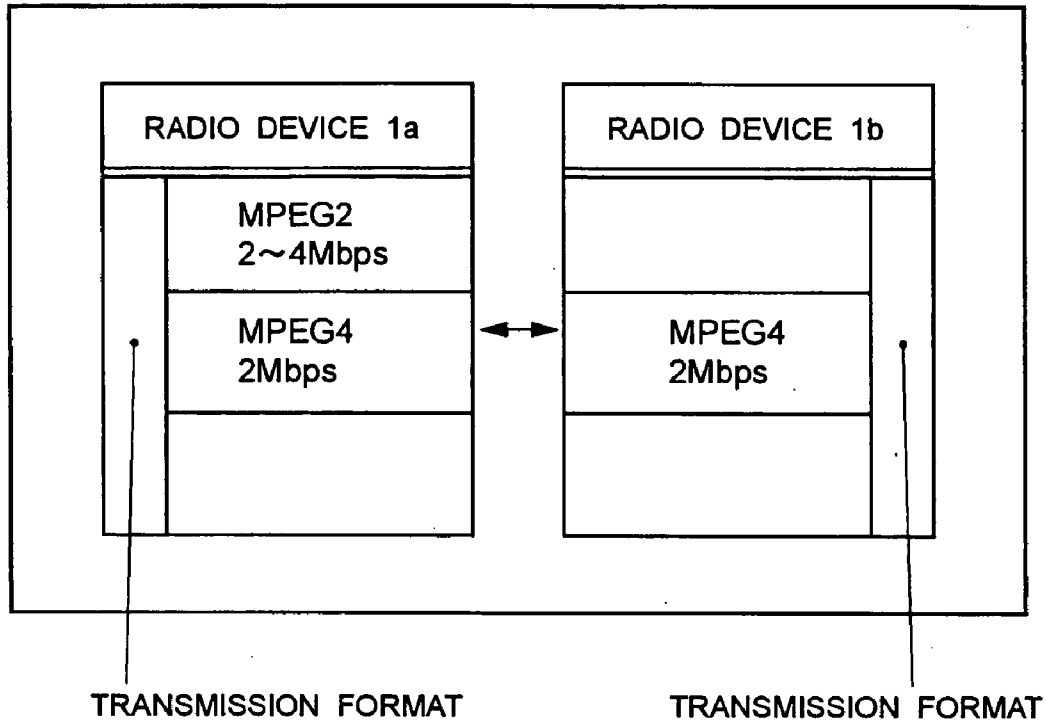 RADIO DEVICE 1a
MPEG2
2～4Mbps
MPEG4
2Mbps
TRANSMISSION FORMAT
RADIO DEVICE 1b
MPEG4
2Mbps
TRANSMISSION FORMAT